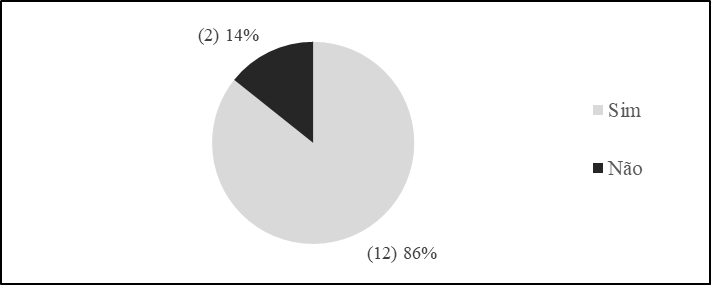 (2) 14%
Sim
Não
(12) 86%